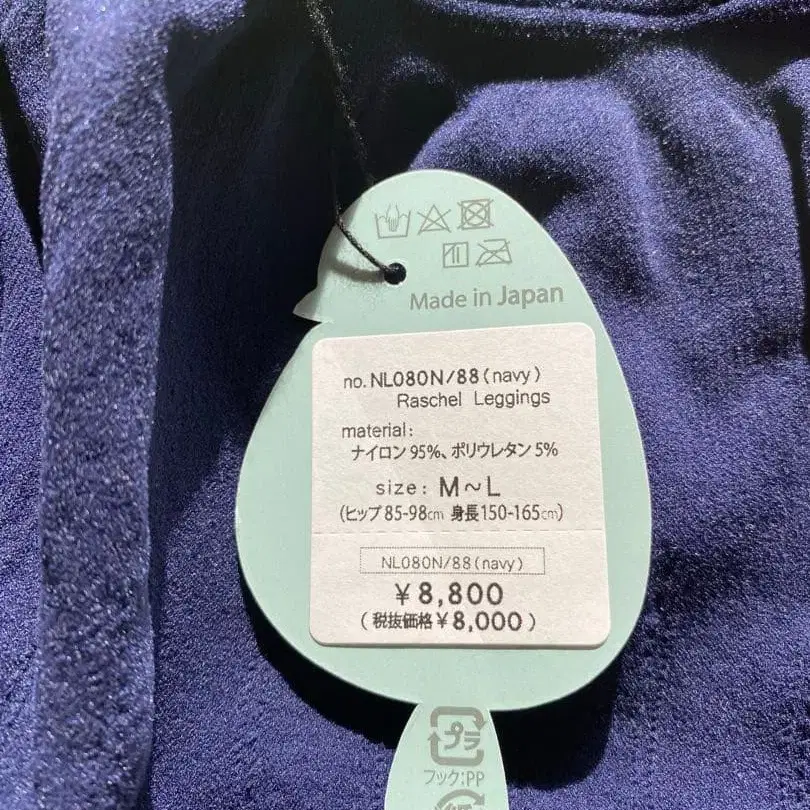 Made in Japan
no. NL080N/88(navy)
Raschel Leggings
material:
ナイロン 95%、ポリウレタン 5%
size: M〜L
(ヒップ 85-98cm 身長 150-165cm)
NL080N/88(navy)
¥8,800
(税抜価格¥8,000)
プラ
フック:PP